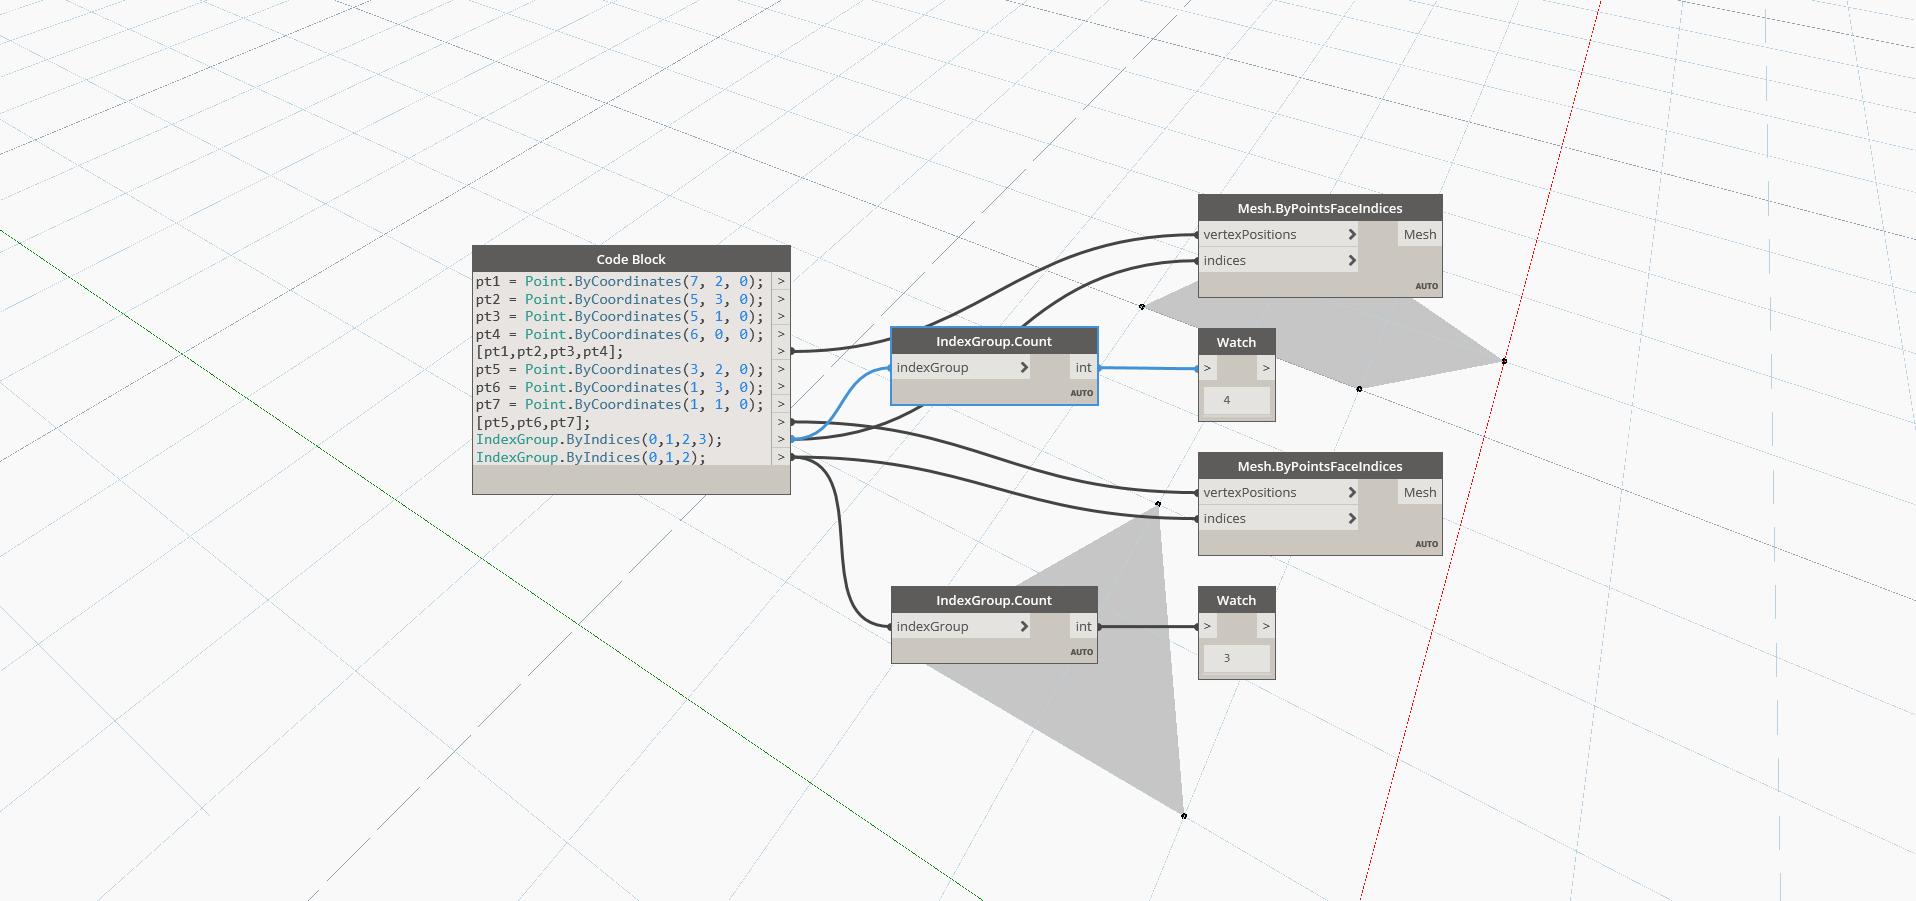 Code Block
pt1 = Point.ByCoordinates(7, 2, 0); >
pt2 = Point.ByCoordinates(5, 3, 0); >
pt3 = Point.ByCoordinates(5, 1, 0); >
pt4 = Point.ByCoordinates(6, 0, 0); >
[pt1,pt2,pt3,pt4]; >
pt5 = Point.ByCoordinates(3, 2, 0); >
pt6 = Point.ByCoordinates(1, 3, 0); >
pt7 = Point.ByCoordinates(1, 1, 0); >
[pt5,pt6,pt7]; >
IndexGroup.ByIndices(0,1,2,3); >
IndexGroup.ByIndices(0,1,2); >
Mesh.ByPointsFaceIndices
vertexPositions > Mesh
indices >
AUTO
IndexGroup.Count
indexGroup > int
AUTO
Watch
> >
4
Mesh.ByPointsFaceIndices
vertexPositions > Mesh
indices >
AUTO
IndexGroup.Count
indexGroup > int
AUTO
Watch
> >
3